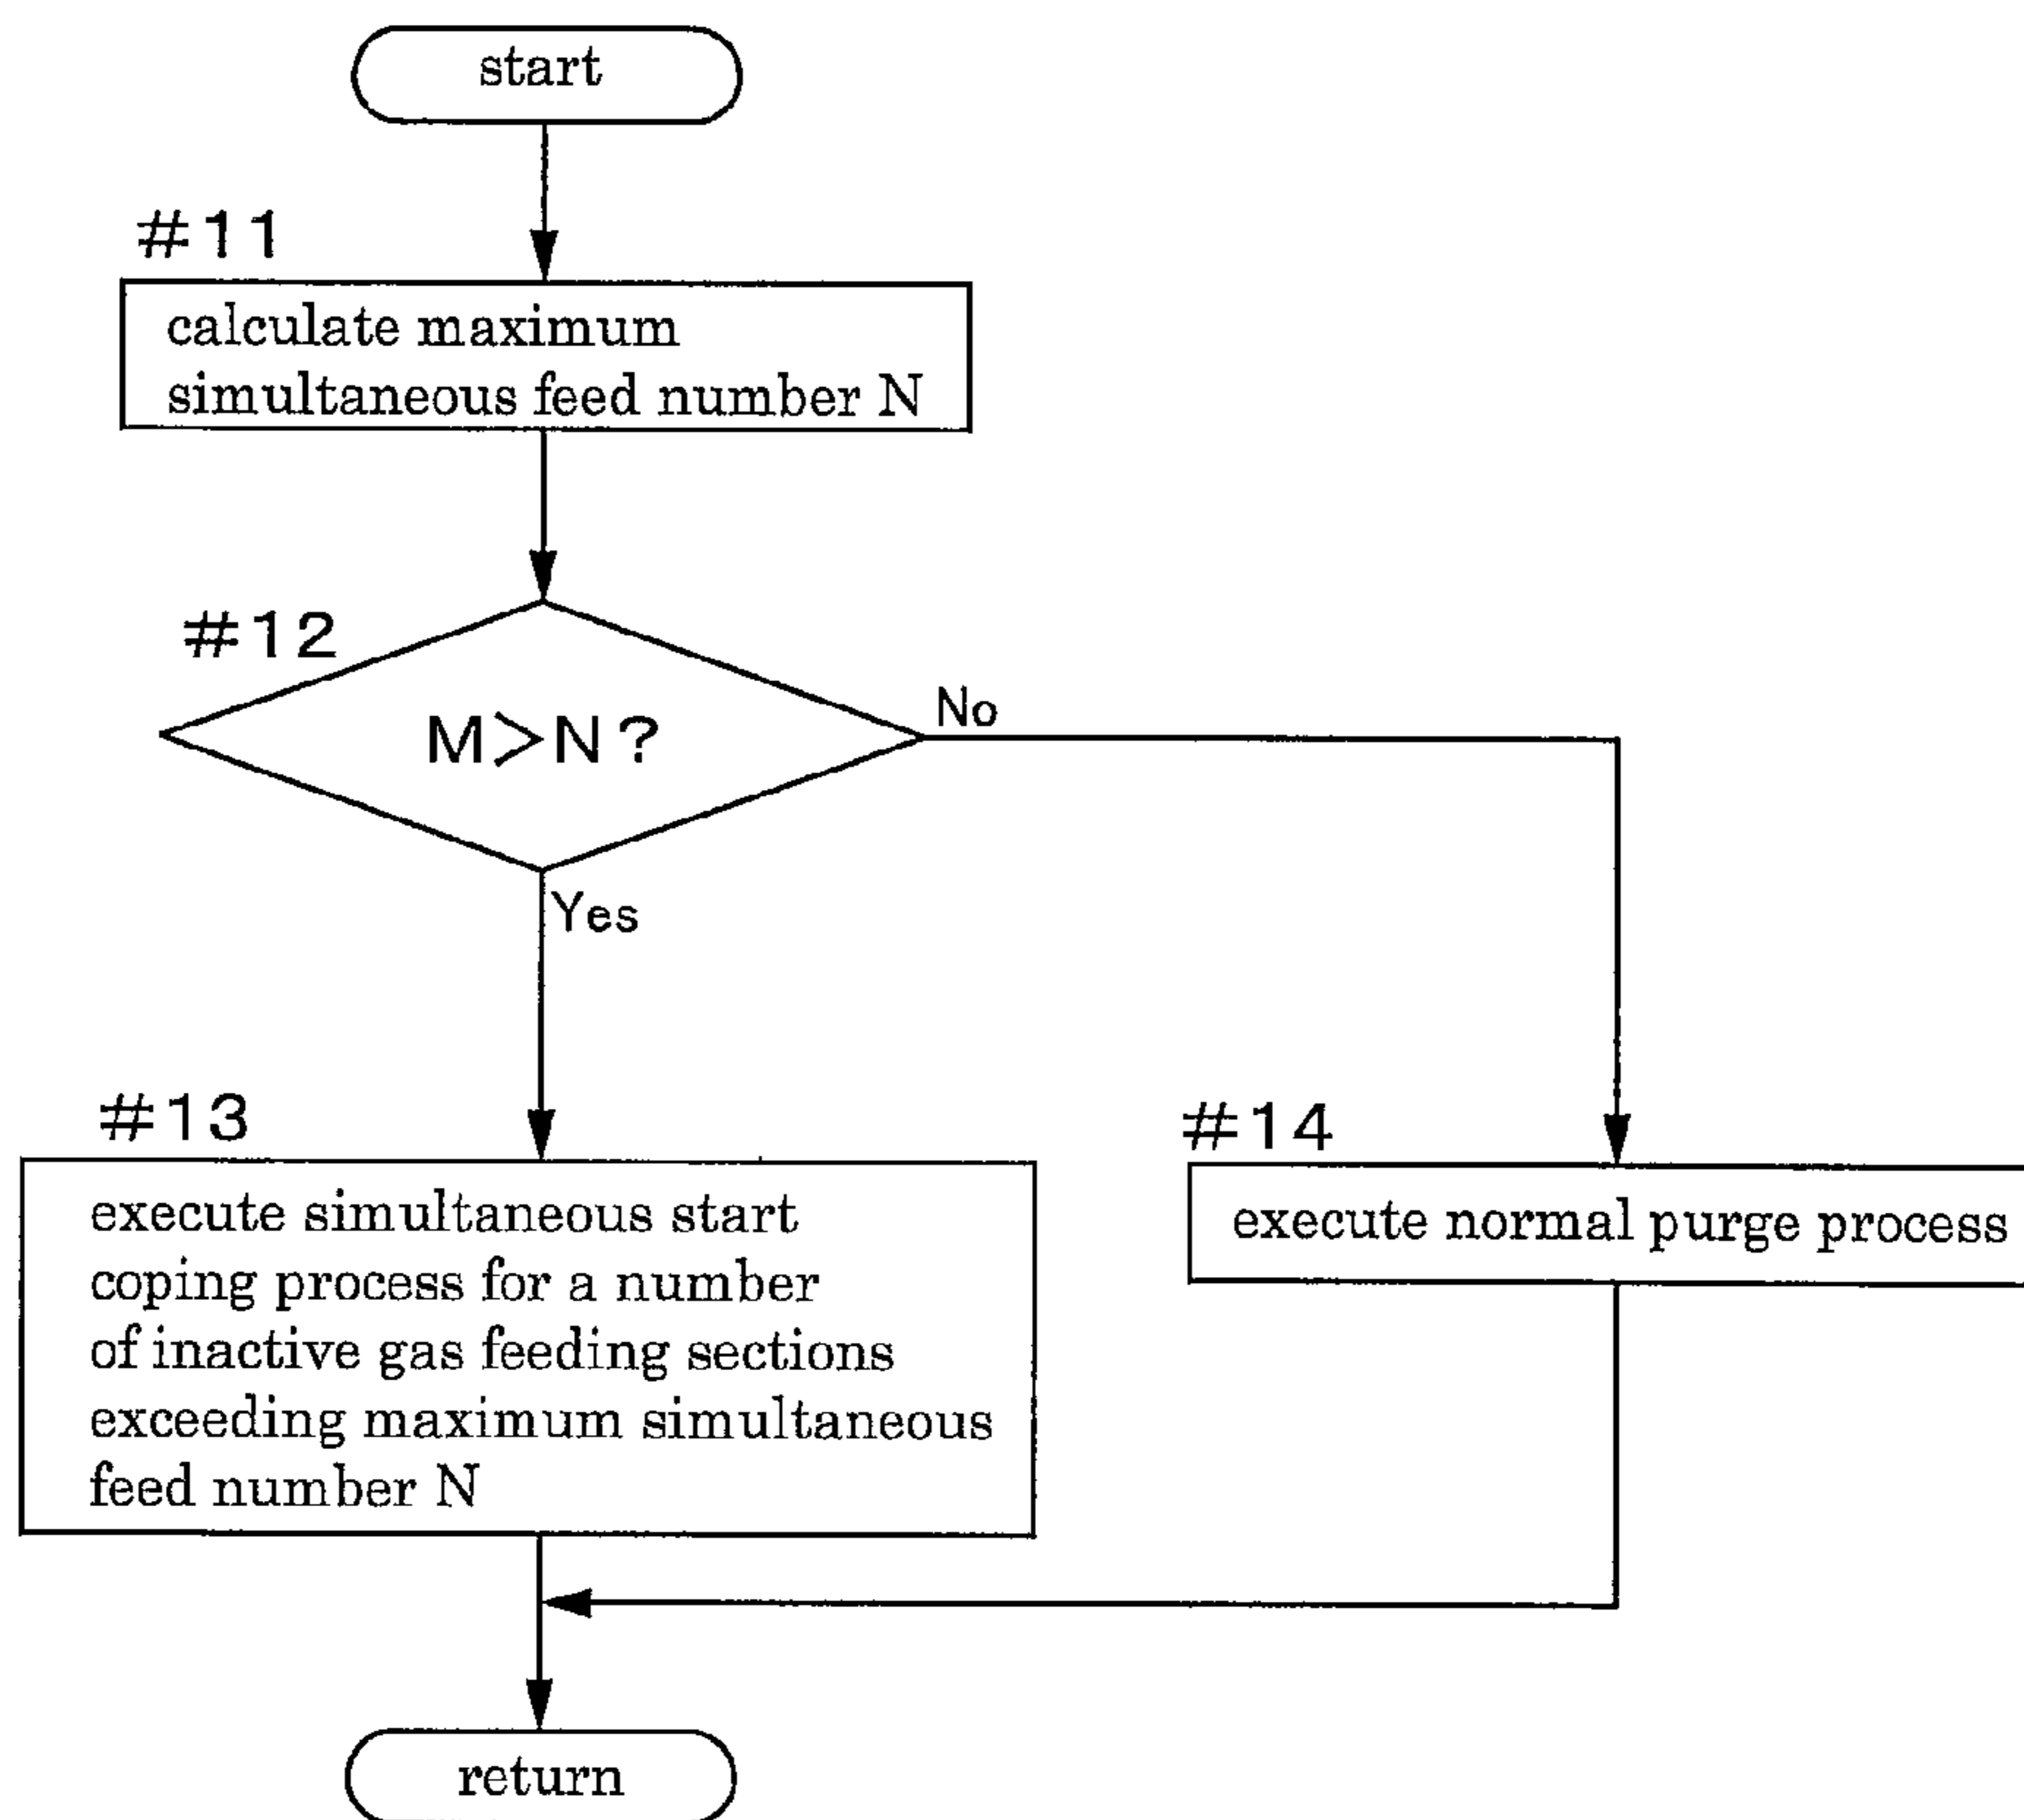 start
#11
calculate maximum
simultaneous feed number N
#12
M>N?
No
Yes
#13
execute simultaneous start
coping process for a number
of inactive gas feeding sections
exceeding maximum simultaneous
feed number N
#14
execute normal purge process
return